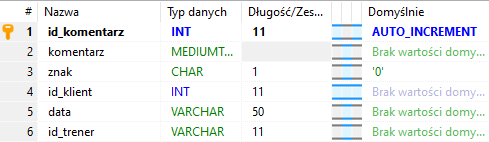 # Nazwa Typ danych Długość/Zes... Domyślnie
1 id_komentarz INT 11 AUTO_INCREMENT
2 komentarz MEDIUMT... Brak wartości domy...
3 znak CHAR 1 '0'
4 id_klient INT 11 Brak wartości domy...
5 data VARCHAR 50 Brak wartości domy...
6 id_trener VARCHAR 11 Brak wartości domy...